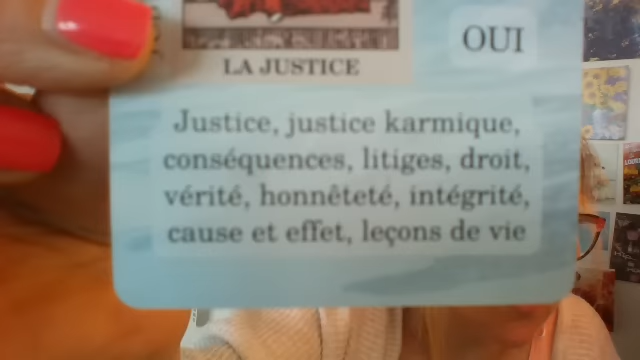 OUI
LA JUSTICE
Justice, justice karmique,
conséquences, litiges, droit,
vérité, honnêteté, intégrité,
cause et effet, leçons de vie